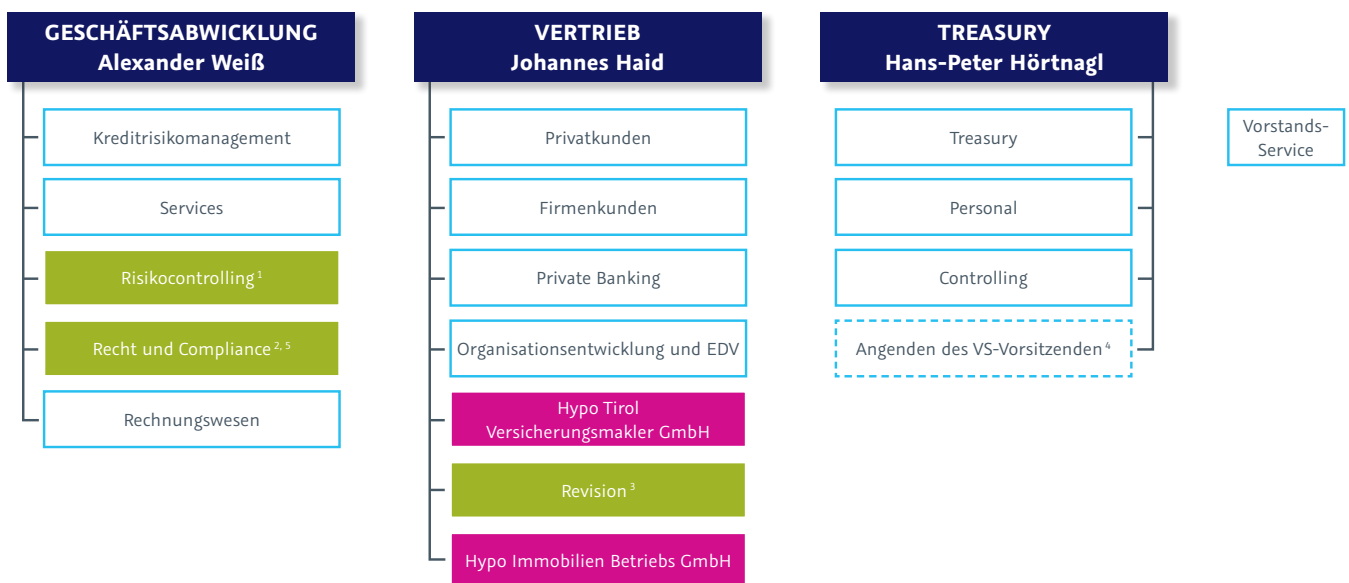 GESCHÄFTSABWICKLUNG
Alexander Weiß
Kreditrisikomanagement
Services
Risikocontrolling 1
Recht und Compliance 2, 5
Rechnungswesen
VERTRIEB
Johannes Haid
Privatkunden
Firmenkunden
Private Banking
Organisationsentwicklung und EDV
Hypo Tirol
Versicherungsmakler GmbH
Revision 3
Hypo Immobilien Betriebs GmbH
TREASURY
Hans-Peter Hörtnagl
Treasury
Personal
Controlling
Angenden des VS-Vorsitzenden 4
Vorstands-
Service